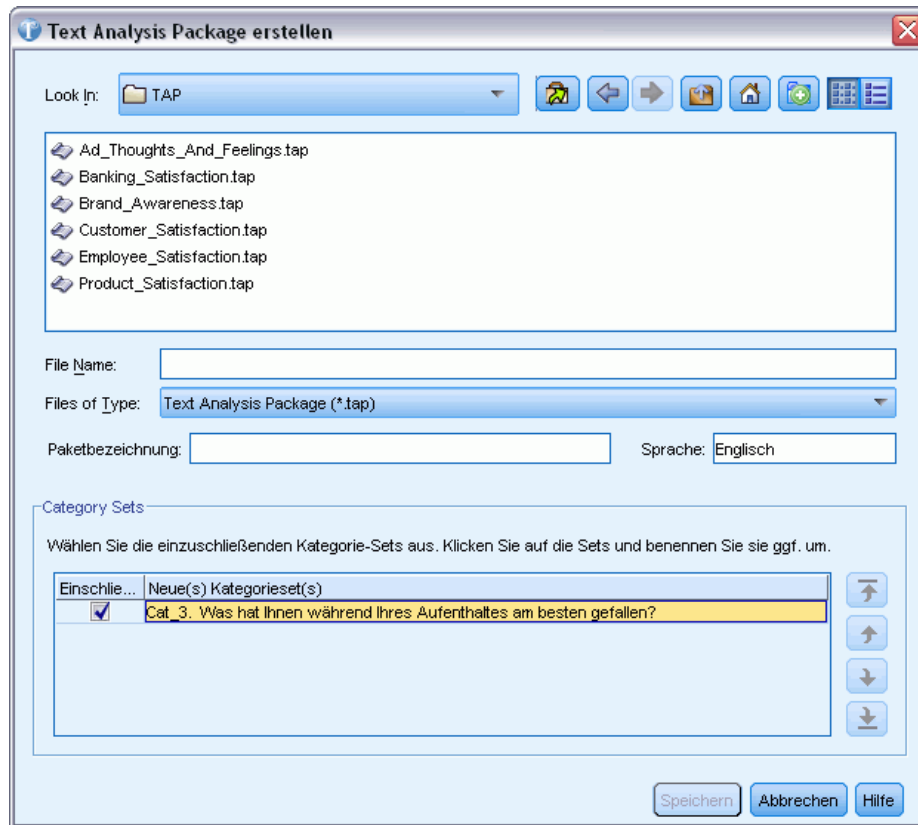 Text Analysis Package erstellen
Look In: TAP
Ad_Thoughts_And_Feelings.tap
Banking_Satisfaction.tap
Brand_Awareness.tap
Customer_Satisfaction.tap
Employee_Satisfaction.tap
Product_Satisfaction.tap
File Name:
Files of Type: Text Analysis Package (*.tap)
Paketbezeichnung: Sprache: Englisch
Category Sets
Wählen Sie die einzuschließenden Kategorie-Sets aus. Klicken Sie auf die Sets und benennen Sie sie ggf. um.
Einschlie... Neue(s) Kategorieset(s)
Cat_3. Was hat Ihnen während Ihres Aufenthaltes am besten gefallen?
Speichern Abbrechen Hilfe